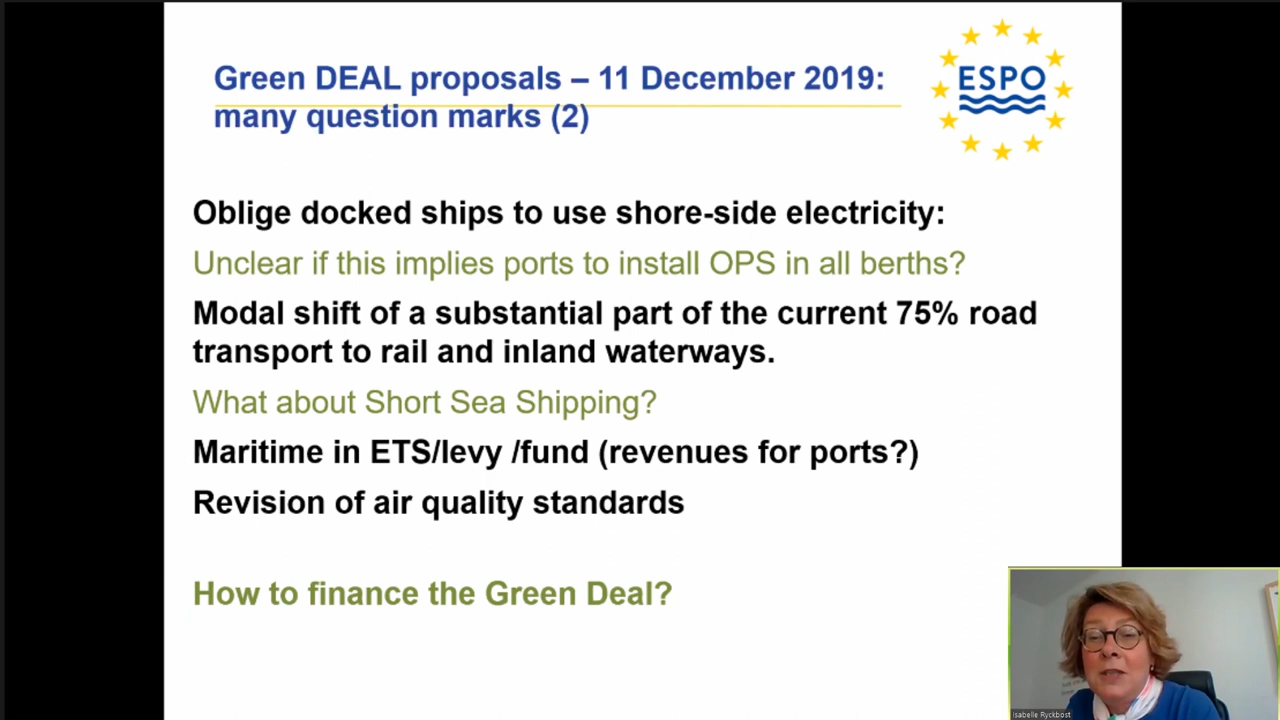 Green DEAL proposals – 11 December 2019:
many question marks (2)
ESPO
Oblige docked ships to use shore-side electricity:
Unclear if this implies ports to install OPS in all berths?
Modal shift of a substantial part of the current 75% road
transport to rail and inland waterways.
What about Short Sea Shipping?
Maritime in ETS/levy /fund (revenues for ports?)
Revision of air quality standards
How to finance the Green Deal?
Isabelle Ryckbost